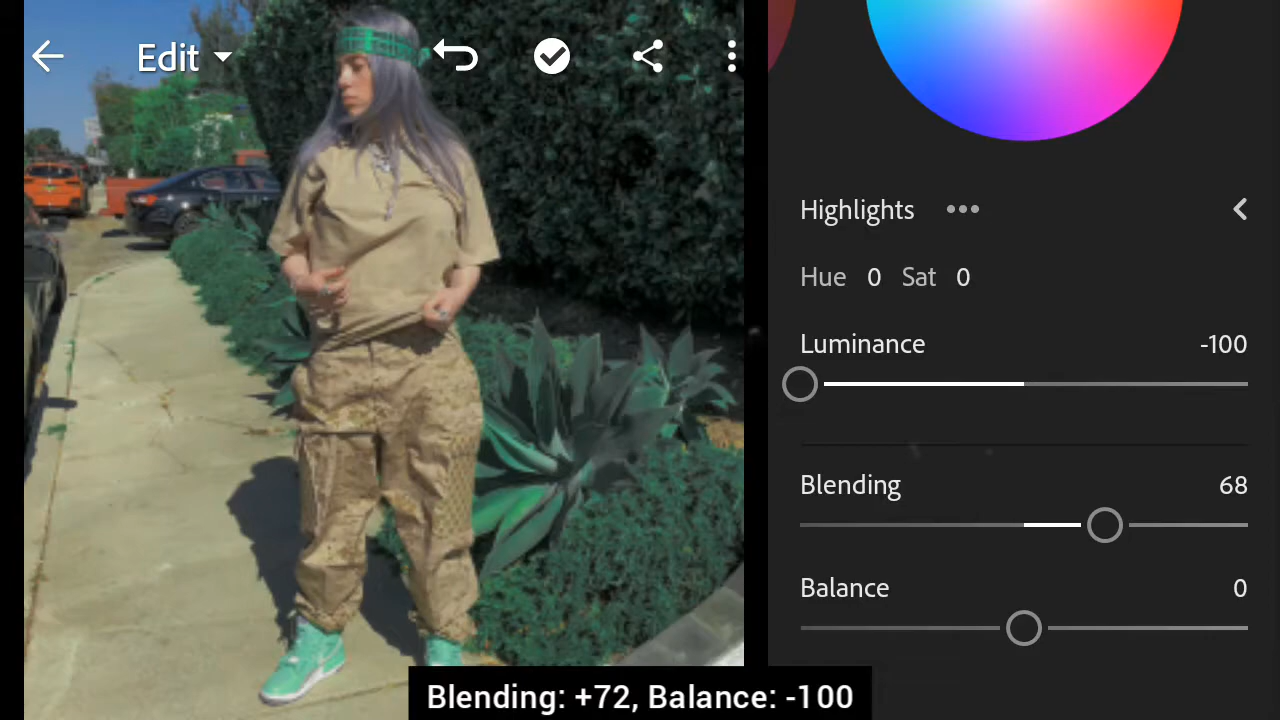 Edit
Highlights
Hue 0 Sat 0
Luminance -100
Blending 68
Balance 0
Blending: +72, Balance: -100